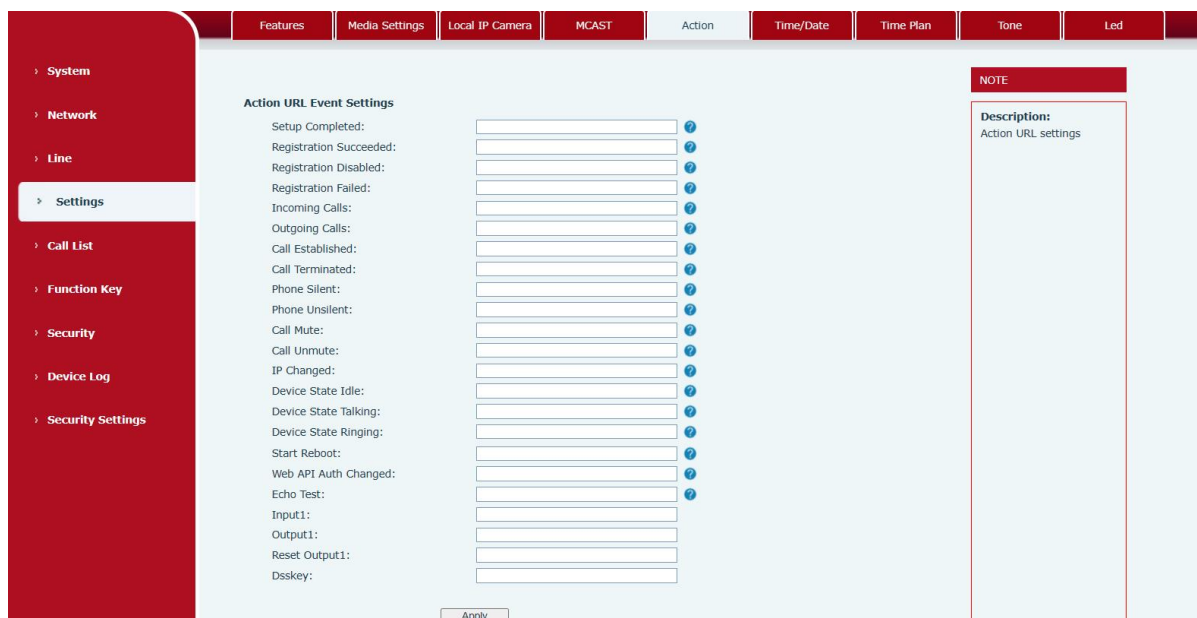 Features Media Settings Local IP Camera MCAST Action Time/Date Time Plan Tone Led
System
Network
Line
Settings
Call List
Function Key
Security
Device Log
Security Settings
Action URL Event Settings
Setup Completed:
Registration Succeeded:
Registration Disabled:
Registration Failed:
Incoming Calls:
Outgoing Calls:
Call Established:
Call Terminated:
Phone Silent:
Phone Unsilent:
Call Mute:
Call Unmute:
IP Changed:
Device State Idle:
Device State Talking:
Device State Ringing:
Start Reboot:
Web API Auth Changed:
Echo Test:
Input1:
Output1:
Reset Output1:
Dsskey:
Apply
NOTE
Description:
Action URL settings